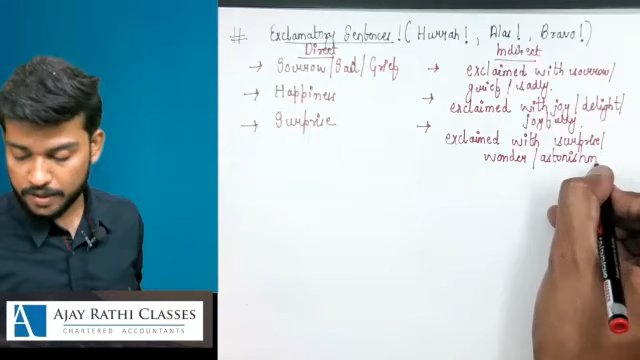 # Exclamatory Sentences! (Hurrah!, Alas!, Bravo!)
Direct
Indirect
→ Sorrow/Sad/Grief
→ exclaimed with sorrow/
grief/sadly.
→ Happiness
→ exclaimed with joy/delight/
joyfully.
→ Surprise
→ exclaimed with surprise/
wonder/astonishm
AJAY RATHI CLASSES
CHARTERED ACCOUNTANTS